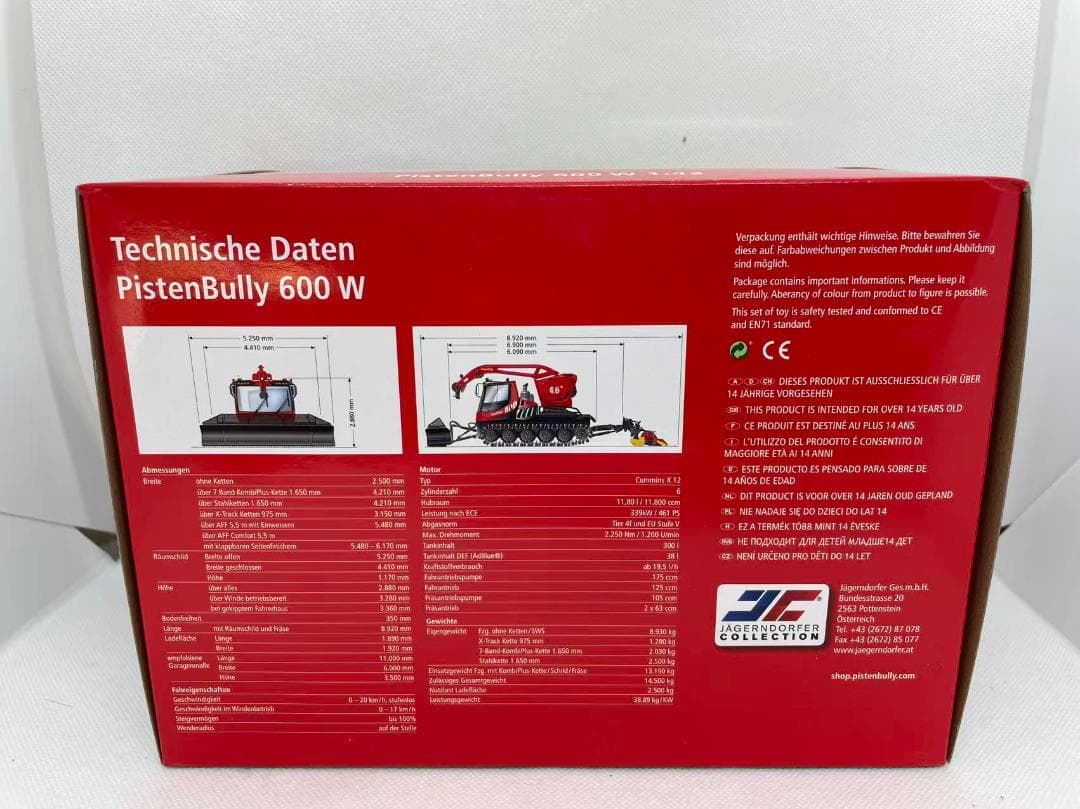 PistenBully 600 W 1:43
Technische Daten
PistenBully 600 W
5.250 mm
4.410 mm
2.880 mm
8.920 mm
6.900 mm
6.090 mm
Abmessungen
Breite ohne Ketten 2.500 mm
über 7 Band KombiPlus-Kette 1.650 mm 4.210 mm
über Stahlketten 1.650 mm 4.210 mm
über X-Track Ketten 975 mm 3.150 mm
über AFF 5,5 m mit Einweisern 5.480 mm
über AFF Comfort 5,5 m
mit klappbaren Seitenfinishern 5.480 – 6.170 mm
Räumschild Breite offen 5.250 mm
Breite geschlossen 4.410 mm
Höhe 1.170 mm
Höhe über alles 2.880 mm
über Winde betriebsbereit 3.280 mm
bei gekipptem Fahrerhaus 3.360 mm
Bodenfreiheit 350 mm
Länge mit Räumschild und Fräse 8.920 mm
Ladefläche Länge 1.890 mm
Breite 1.920 mm
empfohlene Länge 11.000 mm
Garagenmaße Breite 6.000 mm
Höhe 3.500 mm
Fahreigenschaften
Geschwindigkeit 0 – 20 km/h, stufenlos
Geschwindigkeit im Windenbetrieb 0 – 17 km/h
Steigvermögen bis 100%
Wenderadius auf der Stelle
Motor
Typ Cummins X 12
Zylinderzahl 6
Hubraum 11,80 l / 11.800 ccm
Leistung nach ECE 339kW / 461 PS
Abgasnorm Tier 4f und EU Stufe V
Max. Drehmoment 2.250 Nm / 1.200 U/min
Tankinhalt 300 l
Tankinhalt DEF (AdBlue®) 38 l
Kraftstoffverbrauch ab 19,5 l/h
Fahrantriebspumpe 175 ccm
Fahrantrieb 125 ccm
Fräsantriebspumpe 105 ccm
Fräsantrieb 2 x 63 ccm
Gewichte
Eigengewicht Fzg. ohne Ketten / SWS 8.930 kg
X-Track Kette 975 mm 1.280 kg
7-Band-KombiPlus-Kette 1.650 mm 2.030 kg
Stahlkette 1.650 mm 2.500 kg
Einsatzgewicht Fzg. mit KombiPlus-Kette / Schild / Fräse 13.190 kg
Zulässiges Gesamtgewicht 14.500 kg
Nutzlast Ladefläche 2.500 kg
Leistungsgewicht 38,89 kg/KW
Verpackung enthält wichtige Hinweise. Bitte bewahren Sie
diese auf. Farbabweichungen zwischen Produkt und Abbildung
sind möglich.
Package contains important informations. Please keep it
carefully. Aberancy of colour from product to figure is possible.
This set of toy is safety tested and conformed to CE
and EN71 standard.
CE
A D CH DIESES PRODUKT IST AUSSCHLIESSLICH FÜR ÜBER
14 JÄHRIGE VORGESEHEN
GB THIS PRODUCT IS INTENDED FOR OVER 14 YEARS OLD
F CE PRODUIT EST DESTINÉ AU PLUS 14 ANS
I L'UTILIZZO DEL PRODOTTO É CONSENTITO DI
MAGGIORE ETÀ AI 14 ANNI
E ESTE PRODUCTO ES PENSADO PARA SOBRE DE
14 AÑOS DE EDAD
NL DIT PRODUCT IS VOOR OVER 14 JAREN OUD GEPLAND
PL NIE NADAJE SIĘ DO DZIECI DO LAT 14
H EZ A TERMÉK TÖBB MINT 14 ÉVESKE
RUS НЕ ПОДХОДИТ ДЛЯ ДЕТЕЙ МЛАДШЕ14 ЛЕТ
CZ NENÍ URČENO PRO DĚTI DO 14 LET
JÄGERNDORFER
COLLECTION
Jägerndorfer Ges.m.b.H.
Bundesstrasse 20
2563 Pottenstein
Österreich
Tel. +43 (2672) 87 078
Fax +43 (2672) 85 077
www.jaegerndorfer.at
shop.pistenbully.com